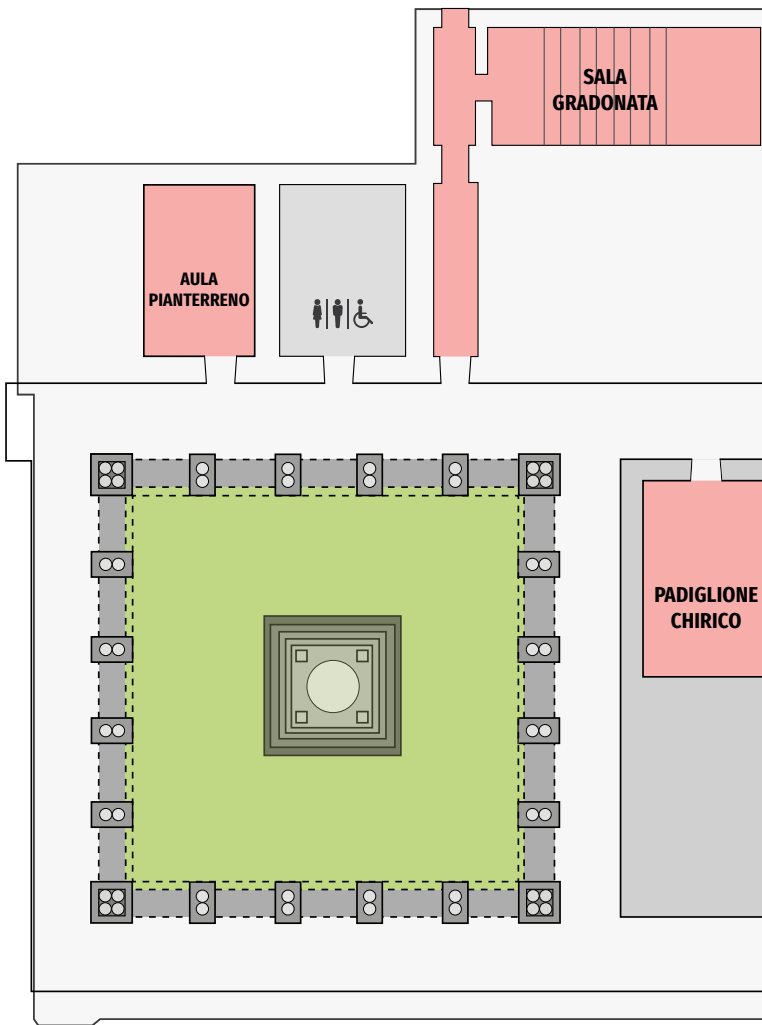 SALA
GRADONATA
AULA
PIANTERRENO
PADIGLIONE
CHIRICO